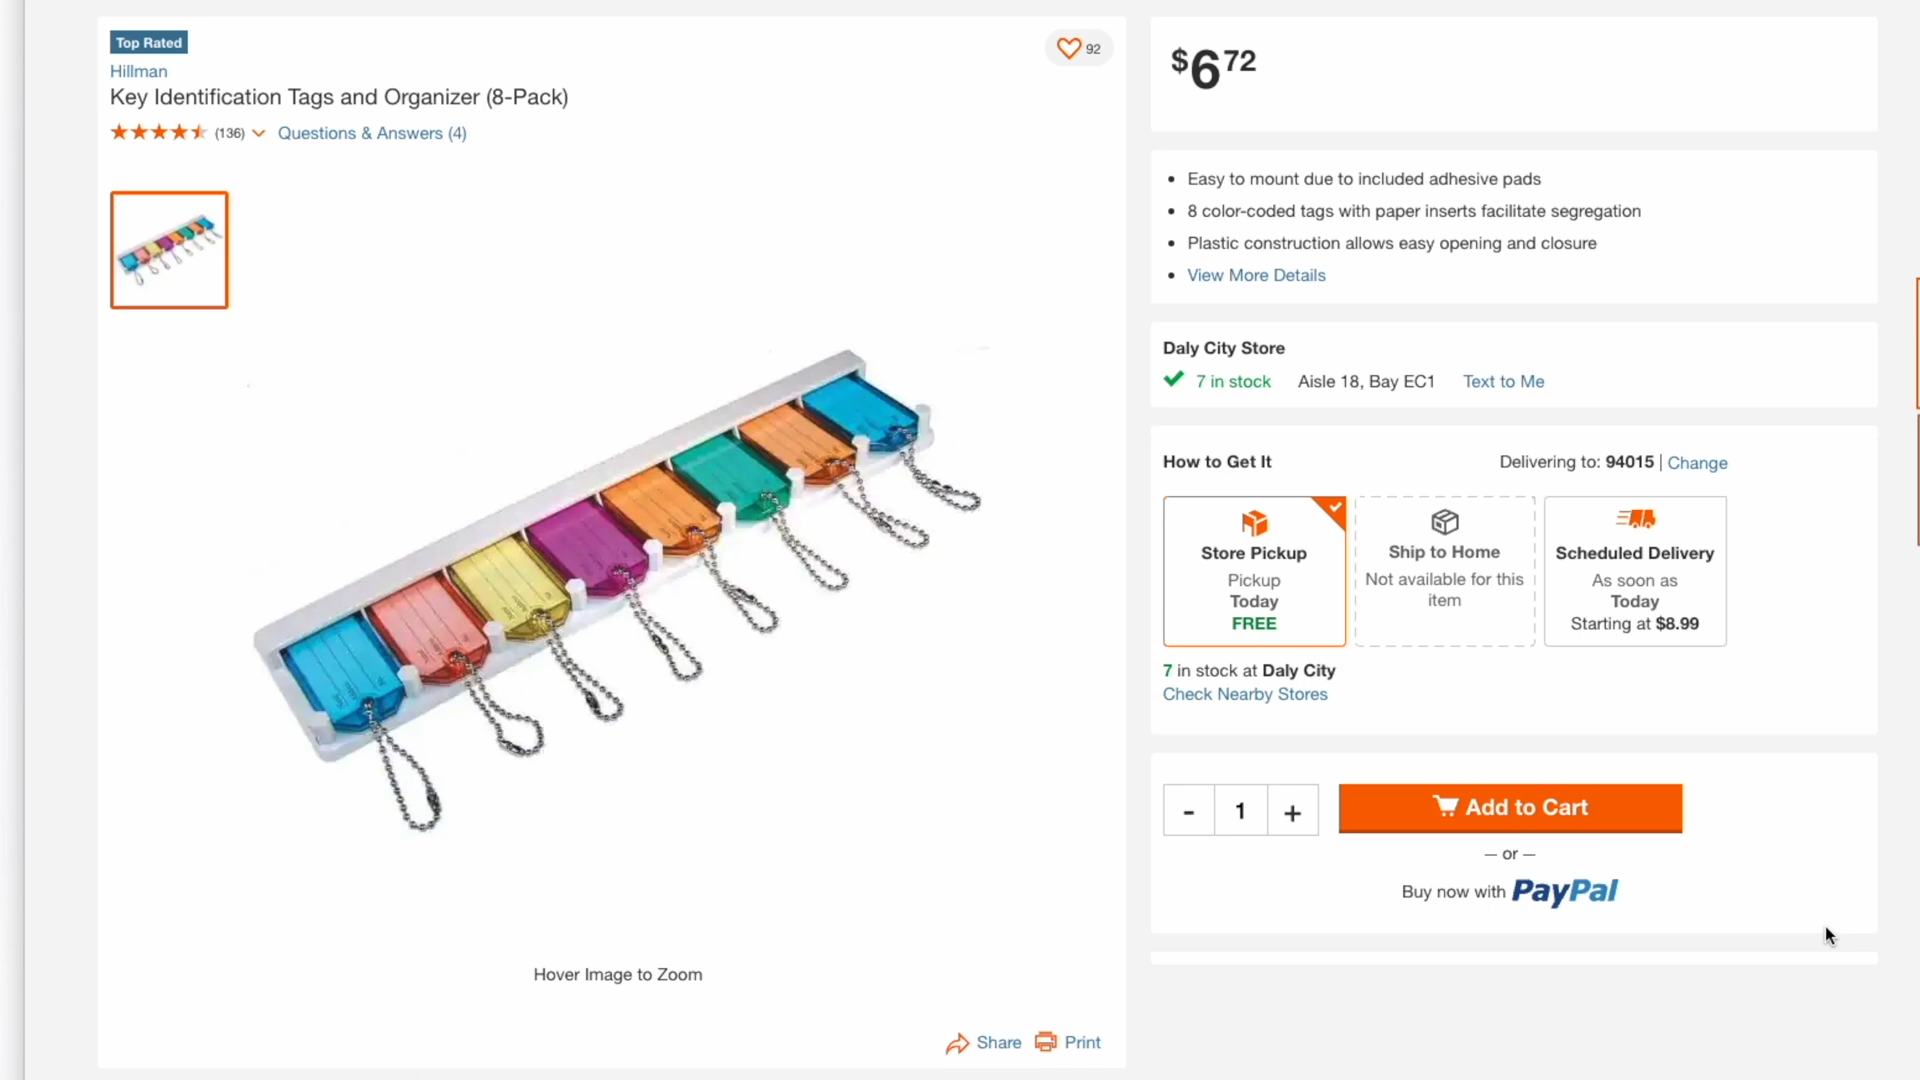 Top Rated
Hillman
Key Identification Tags and Organizer (8-Pack)
(136) Questions & Answers (4)
92
Hover Image to Zoom
Share Print
$6 72
Easy to mount due to included adhesive pads
8 color-coded tags with paper inserts facilitate segregation
Plastic construction allows easy opening and closure
View More Details
Daly City Store
7 in stock Aisle 18, Bay EC1 Text to Me
How to Get It Delivering to: 94015 | Change
Store Pickup
Pickup
Today
FREE
Ship to Home
Not available for this
item
Scheduled Delivery
As soon as
Today
Starting at $8.99
7 in stock at Daly City
Check Nearby Stores
- 1 + Add to Cart
— or —
Buy now with PayPal